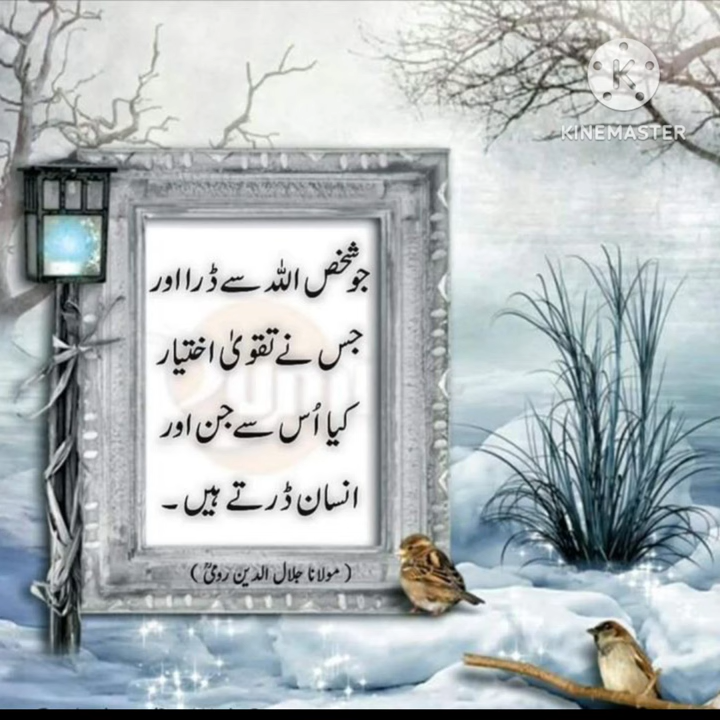 KINEMASTER
جو شخص اللہ سے ڈرا اور
جس نے تقویٰ اختیار
کیا اُس سے جن اور
انسان ڈرتے ہیں ۔
( مولانا جلال الدین رومیؒ )